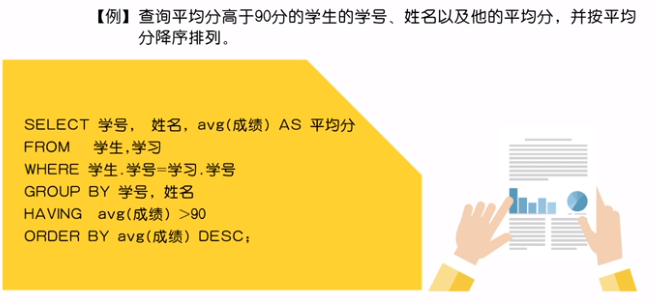 【例】查询平均分高于90分的学生的学号、姓名以及他的平均分，并按平均
分降序排列。
SELECT 学号， 姓名，avg(成绩) AS 平均分
FROM 学生,学习
WHERE 学生.学号=学习.学号
GROUP BY 学号，姓名
HAVING avg(成绩) >90
ORDER BY avg(成绩) DESC；